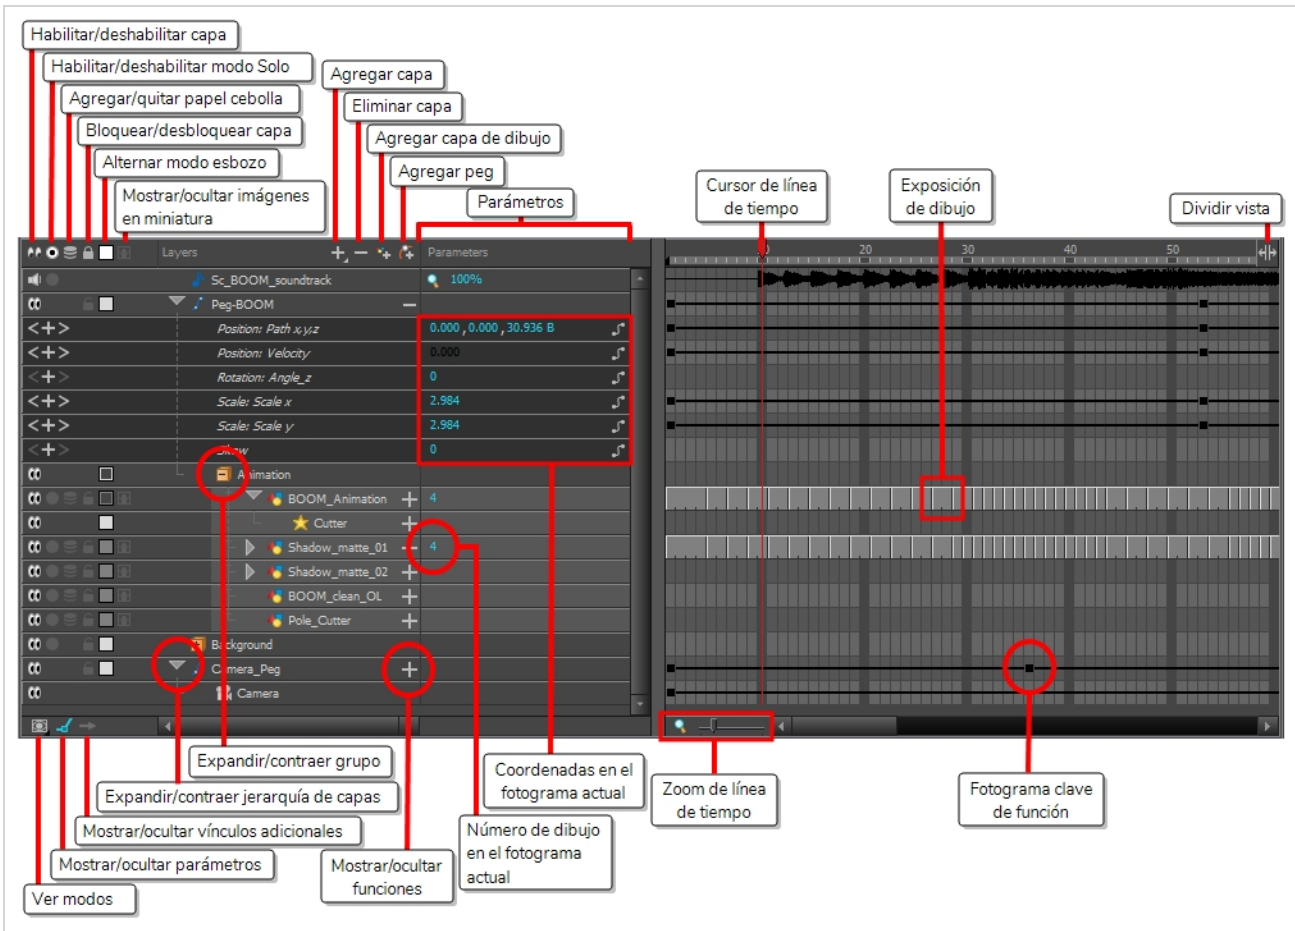 Habilitar/deshabilitar capa
Habilitar/deshabilitar modo Solo
Agregar/quitar papel cebolla
Bloquear/desbloquear capa
Alternar modo esbozo
Mostrar/ocultar imágenes
en miniatura
Agregar capa
Eliminar capa
Agregar capa de dibujo
Agregar peg
Parámetros
Cursor de línea
de tiempo
Exposición
de dibujo
Dividir vista
Layers
Parameters
20 30 40 50
Sc_BOOM_soundtrack
100%
Peg-BOOM
Position: Path x,y,z
0.000 , 0.000 , 30.936 B
Position: Velocity
0.000
Rotation: Angle_z
0
Scale: Scale x
2.984
Scale: Scale y
2.984
Skew
0
Animation
BOOM_Animation
4
Cutter
Shadow_matte_01
4
Shadow_matte_02
BOOM_clean_OL
Pole_Cutter
Background
Camera_Peg
Camera
Expandir/contraer grupo
Expandir/contraer jerarquía de capas
Mostrar/ocultar vínculos adicionales
Mostrar/ocultar parámetros
Ver modos
Mostrar/ocultar
funciones
Coordenadas en el
fotograma actual
Número de dibujo
en el fotograma
actual
Zoom de línea
de tiempo
Fotograma clave
de función